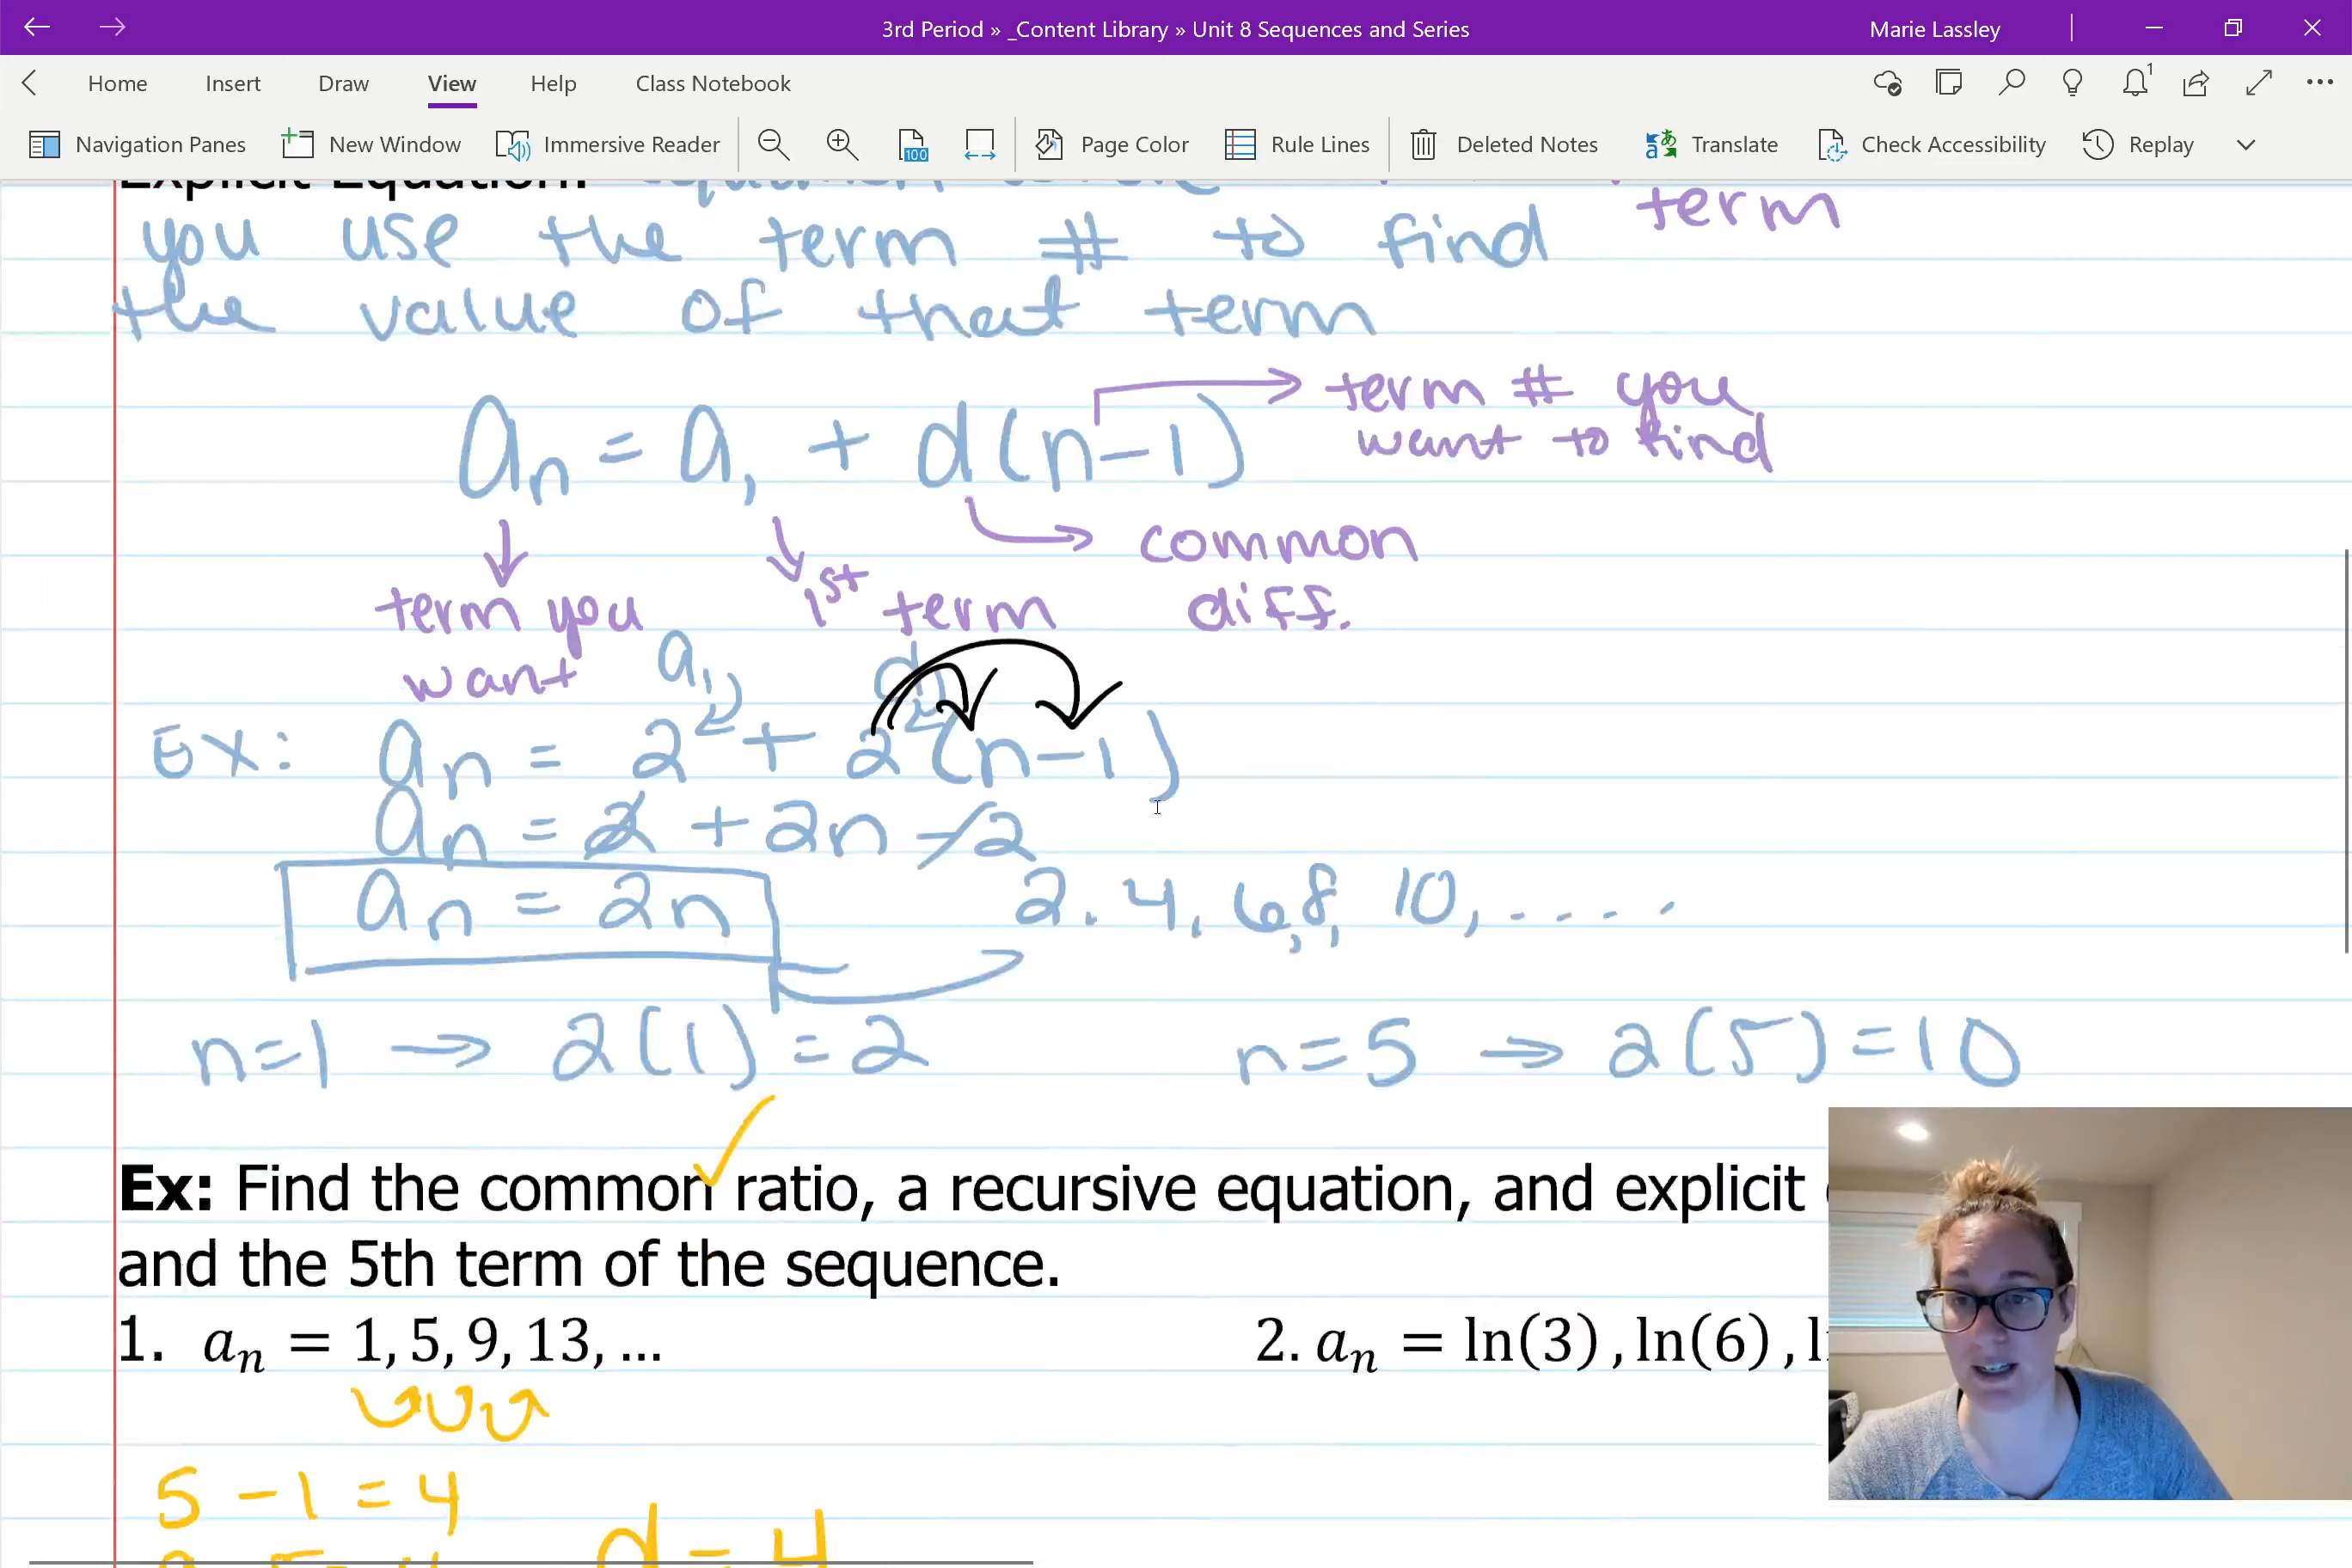 3rd Period » _Content Library » Unit 8 Sequences and Series
Marie Lassley
Home Insert Draw View Help Class Notebook
1
Navigation Panes New Window Immersive Reader 100 Page Color Rule Lines Deleted Notes Translate Check Accessibility Replay
Explicit Equation:
term
you use the term # to find
the value of that term
aₙ = a₁ + d(n-1)
term # you
want to find
common
diff.
1st term
term you
want
a₁
d
Ex: aₙ = 2 + 2(n-1)
aₙ = 2 + 2n - 2
aₙ = 2n
2. 4, 6, 8, 10, .....
n=1 → 2(1) = 2
n=5 → 2(5) = 10
Ex: Find the common ratio, a recursive equation, and explicit
and the 5th term of the sequence.
1. aₙ = 1, 5, 9, 13, ...
2. aₙ = ln(3), ln(6),
5 - 1 = 4
d = 4